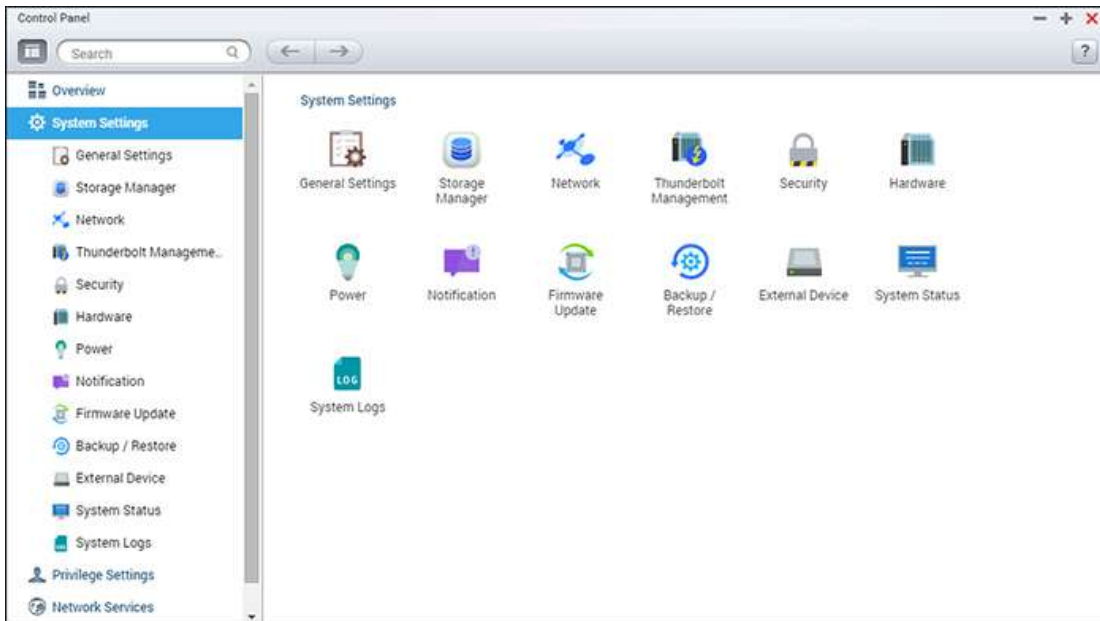 Control Panel
Search
?
Overview
System Settings
General Settings
Storage Manager
Network
Thunderbolt Manageme..
Security
Hardware
Power
Notification
Firmware Update
Backup / Restore
External Device
System Status
System Logs
Privilege Settings
Network Services
System Settings
General Settings
Storage
Manager
Network
Thunderbolt
Management
Security
Hardware
Power
Notification
Firmware
Update
Backup /
Restore
External Device
System Status
LOG
System Logs